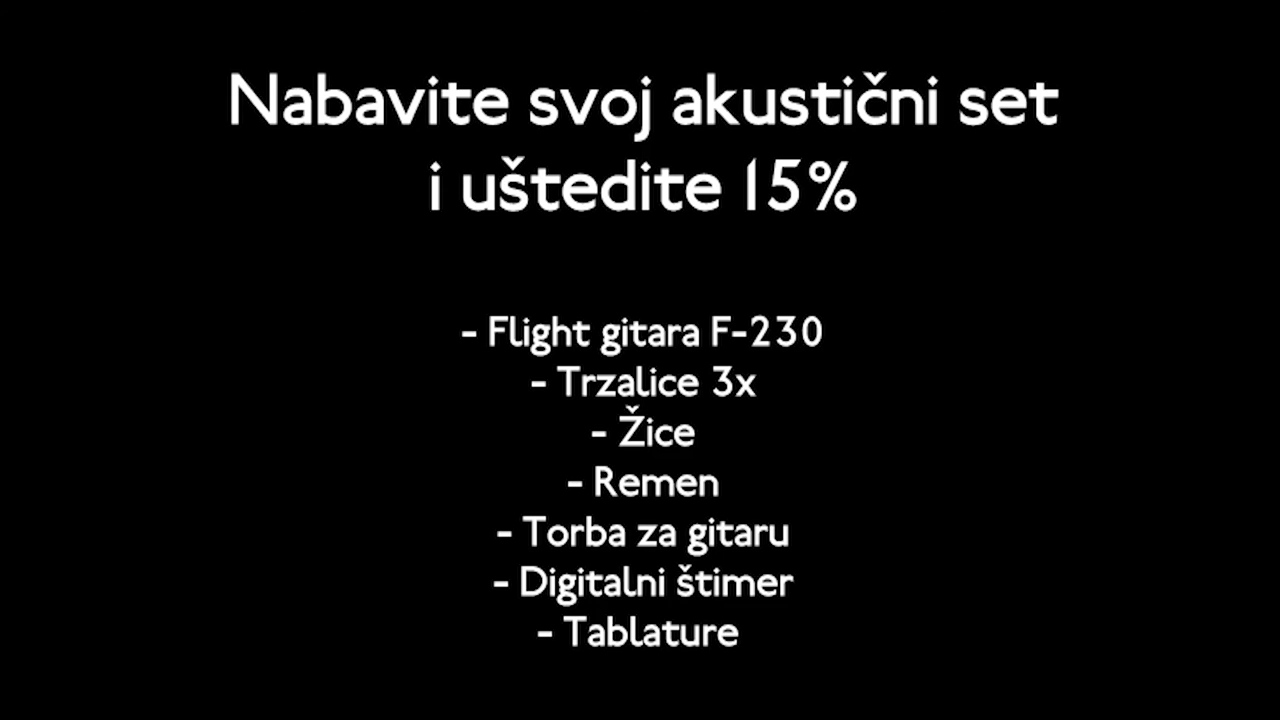 Nabavite svoj akustični set
i uštedite 15%
- Flight gitara F-230
- Trzalice 3x
- Žice
- Remen
- Torba za gitaru
- Digitalni štimer
- Tablature